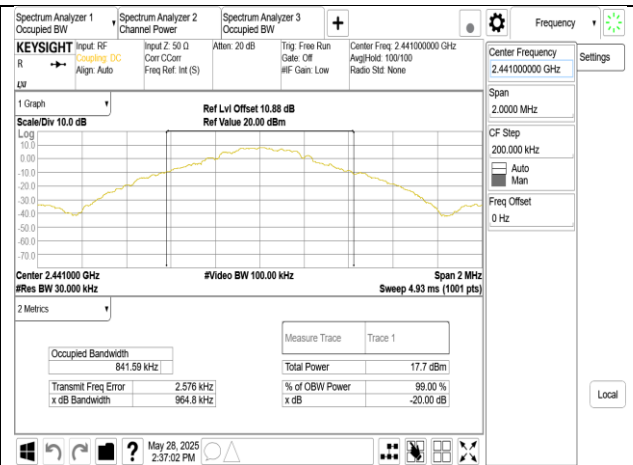 Spectrum Analyzer 1
Occupied BW
Spectrum Analyzer 2
Channel Power
Spectrum Analyzer 3
Occupied BW
+
Frequency
KEYSIGHT
R
LXI
Input: RF
Coupling: DC
Align: Auto
Input Z: 50 Ω
Corr CCorr
Freq Ref: Int (S)
Atten: 20 dB
Trig: Free Run
Gate: Off
#IF Gain: Low
Center Freq: 2.441000000 GHz
Avg|Hold: 100/100
Radio Std: None
Center Frequency
2.441000000 GHz
Settings
Span
2.0000 MHz
CF Step
200.000 kHz
Auto
Man
Freq Offset
0 Hz
1 Graph
Scale/Div 10.0 dB
Ref Lvl Offset 10.88 dB
Ref Value 20.00 dBm
Log
10.0
0.00
-10.0
-20.0
-30.0
-40.0
-50.0
-60.0
-70.0
Center 2.441000 GHz
#Video BW 100.00 kHz
Span 2 MHz
#Res BW 30.000 kHz
Sweep 4.93 ms (1001 pts)
2 Metrics
Measure Trace
Trace 1
Occupied Bandwidth
841.59 kHz
Total Power
17.7 dBm
Transmit Freq Error
2.576 kHz
% of OBW Power
99.00 %
x dB Bandwidth
964.8 kHz
x dB
-20.00 dB
Local
?
May 28, 2025
2:37:02 PM